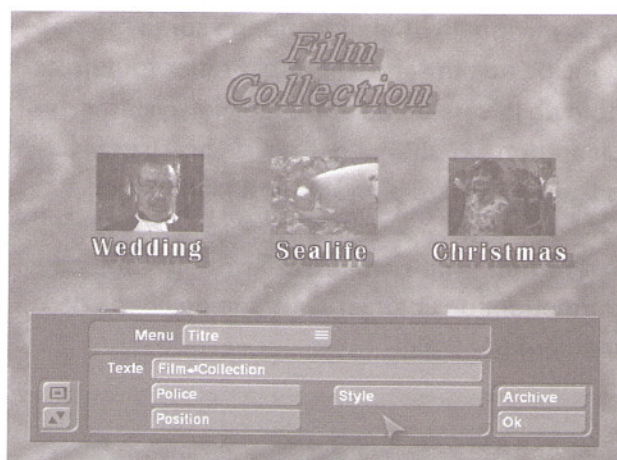 Film
Collection
Wedding Sealife Christmas
Menu Titre
Texte Film↵Collection
Police Style Archive
Position Ok